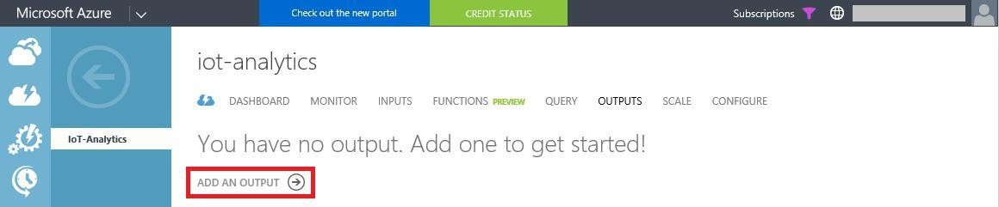 Microsoft Azure
Check out the new portal
CREDIT STATUS
Subscriptions
iot-analytics
DASHBOARD MONITOR INPUTS FUNCTIONS PREVIEW QUERY OUTPUTS SCALE CONFIGURE
IoT-Analytics
You have no output. Add one to get started!
ADD AN OUTPUT